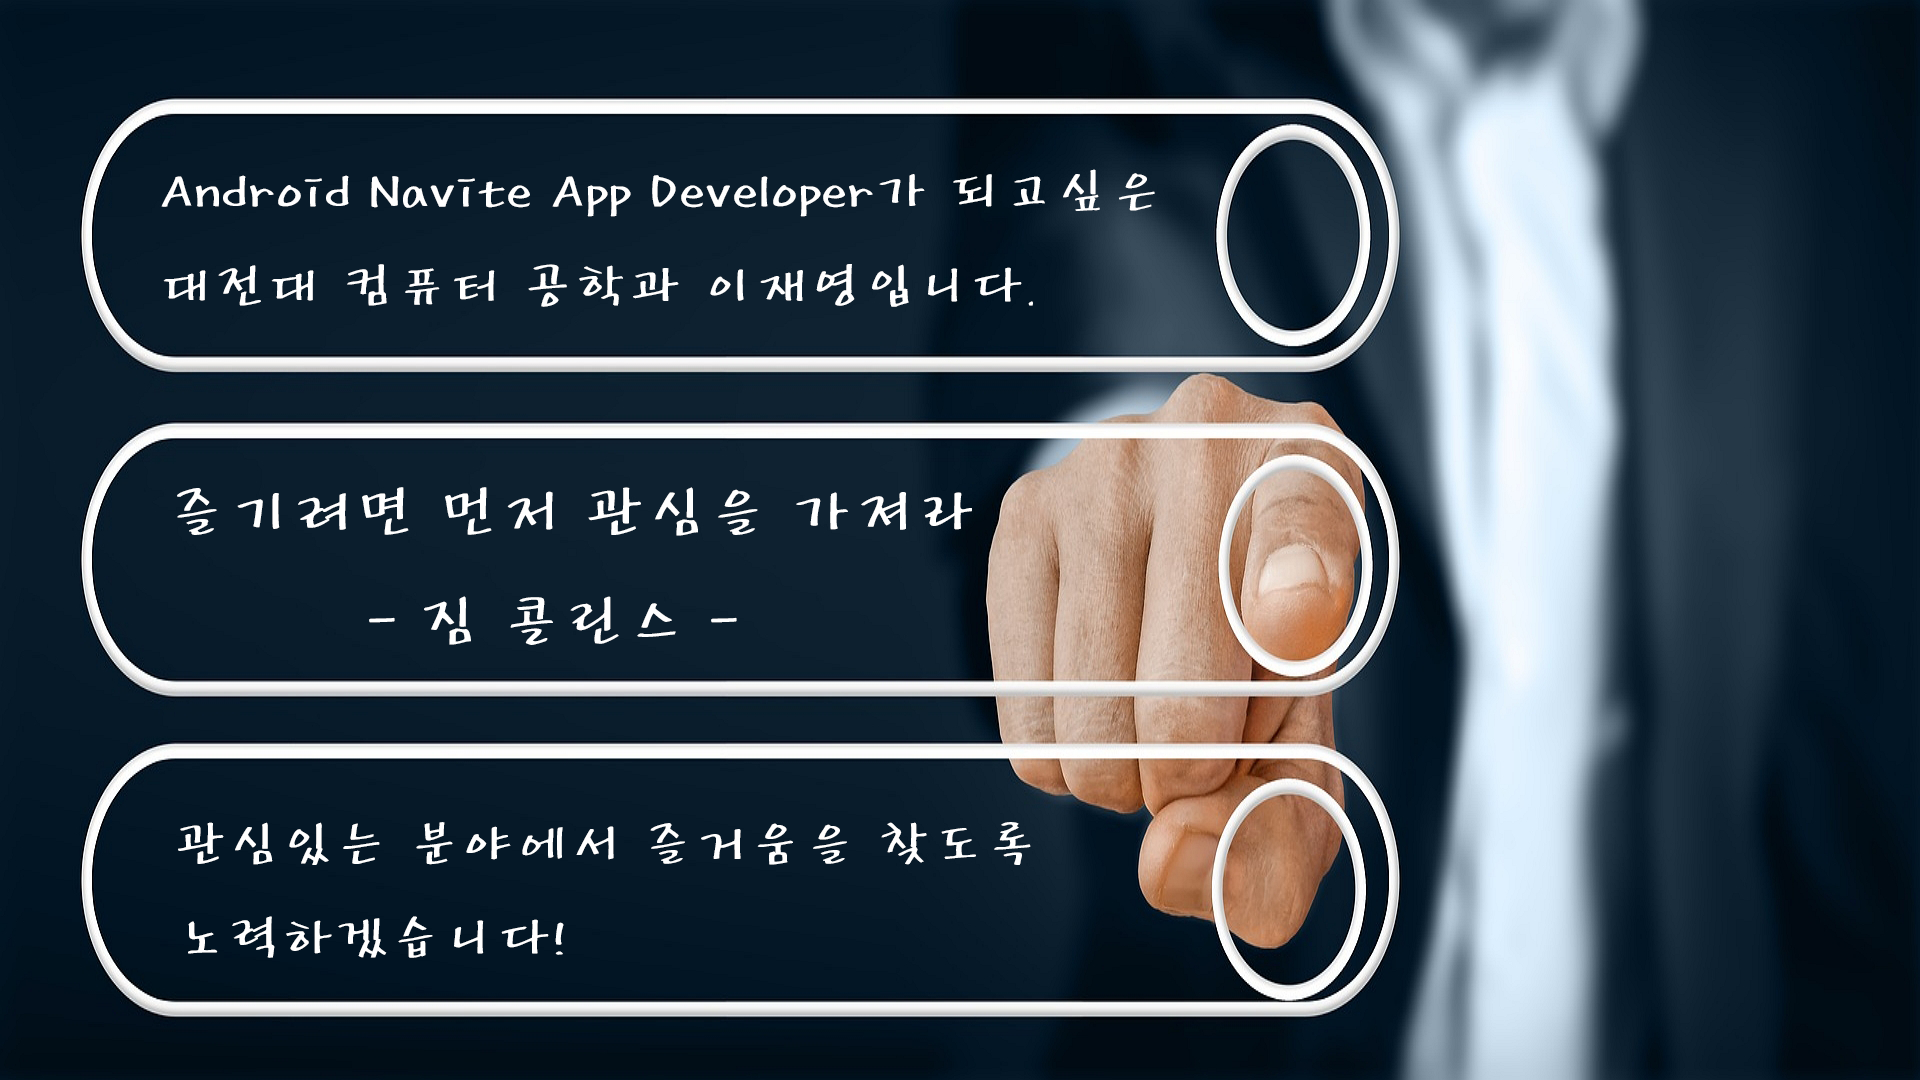 Android Navite App Developer가 되고싶은
대전대 컴퓨터 공학과 이재영입니다.
즐기려면 먼저 관심을 가져라
- 짐 콜린스 -
관심있는 분야에서 즐거움을 찾도록
노력하겠습니다!